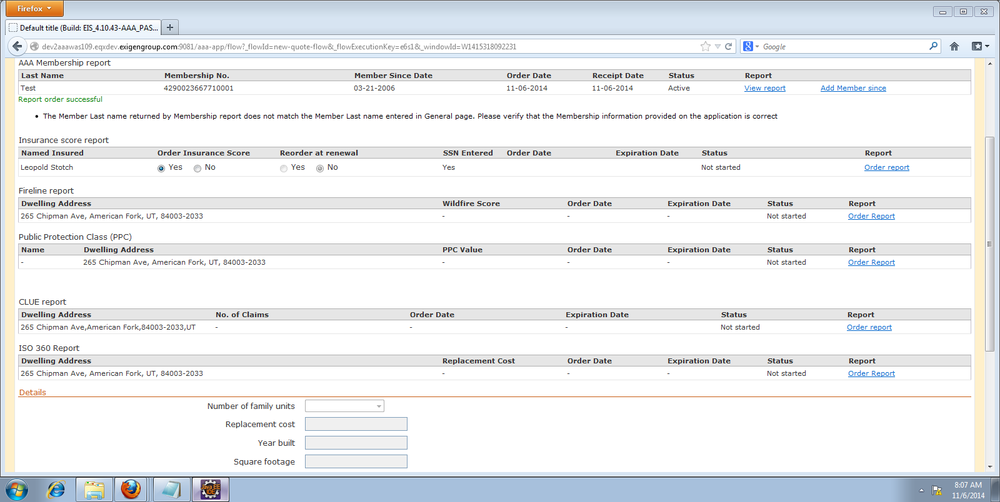 Firefox
Default title (Build: EIS_4.10.43-AAA_PAS...
dev2aaawas109.eqxdev.exigengroup.com:9081/aaa-app/flow?_flowId=new-quote-flow&_flowExecutionKey=e6s1&_windowId=W1415318092231
Google
AAA Membership report
Last Name Membership No. Member Since Date Order Date Receipt Date Status Report
Test 4290023667710001 03-21-2006 11-06-2014 11-06-2014 Active View report Add Member since
Report order successful
• The Member Last name returned by Membership report does not match the Member Last name entered in General page. Please verify that the Membership information provided on the application is correct
Insurance score report
Named Insured Order Insurance Score Reorder at renewal SSN Entered Order Date Expiration Date Status Report
Leopold Stotch Yes No Yes No Yes Not started Order report
Fireline report
Dwelling Address Wildfire Score Order Date Expiration Date Status Report
265 Chipman Ave, American Fork, UT, 84003-2033 - - - Not started Order Report
Public Protection Class (PPC)
Name Dwelling Address PPC Value Order Date Expiration Date Status Report
- 265 Chipman Ave, American Fork, UT, 84003-2033 - - - Not started Order Report
CLUE report
Dwelling Address No. of Claims Order Date Expiration Date Status Report
265 Chipman Ave,American Fork,84003-2033,UT - - - Not started Order report
ISO 360 Report
Dwelling Address Replacement Cost Order Date Expiration Date Status Report
265 Chipman Ave, American Fork, UT, 84003-2033 - - - Not started Order Report
Details
Number of family units
Replacement cost
Year built
Square footage
Java EE
IDE
8:07 AM
11/6/2014